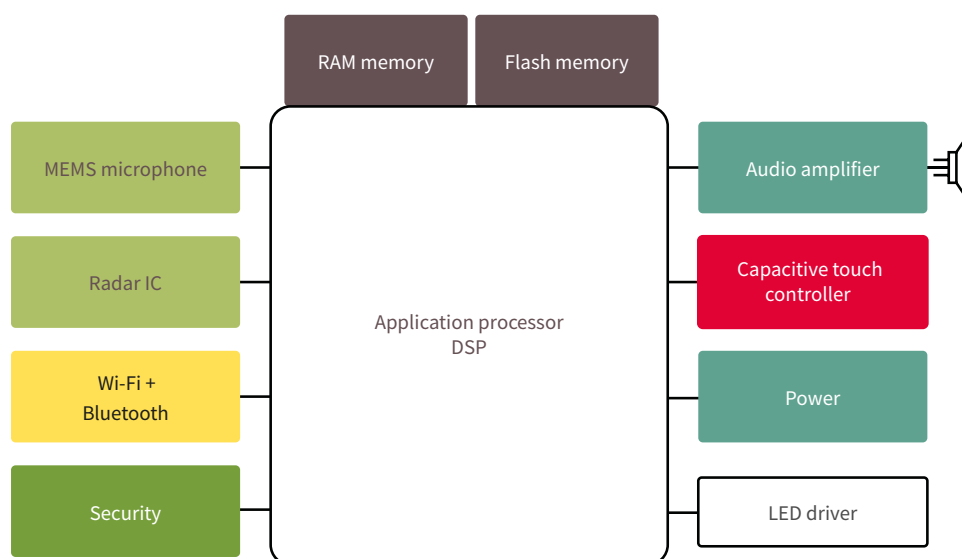 RAM memory
Flash memory
MEMS microphone
Audio amplifier
Radar IC
Capacitive touch
controller
Application processor
DSP
Wi-Fi +
Bluetooth
Power
Security
LED driver